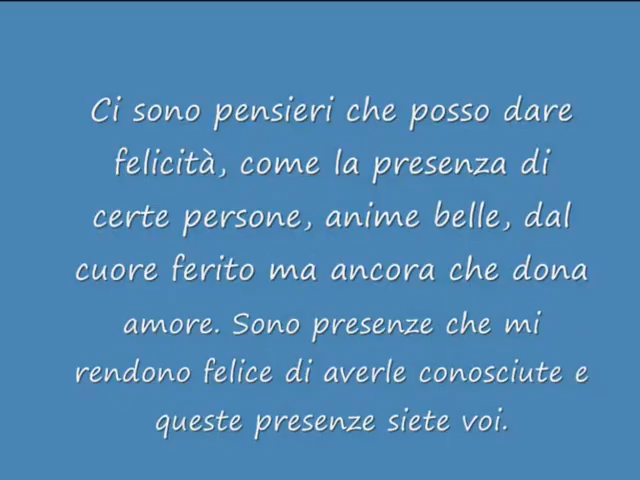 Ci sono pensieri che posso dare
felicità, come la presenza di
certe persone, anime belle, dal
cuore ferito ma ancora che dona
amore. Sono presenze che mi
rendono felice di averle conosciute e
queste presenze siete voi.